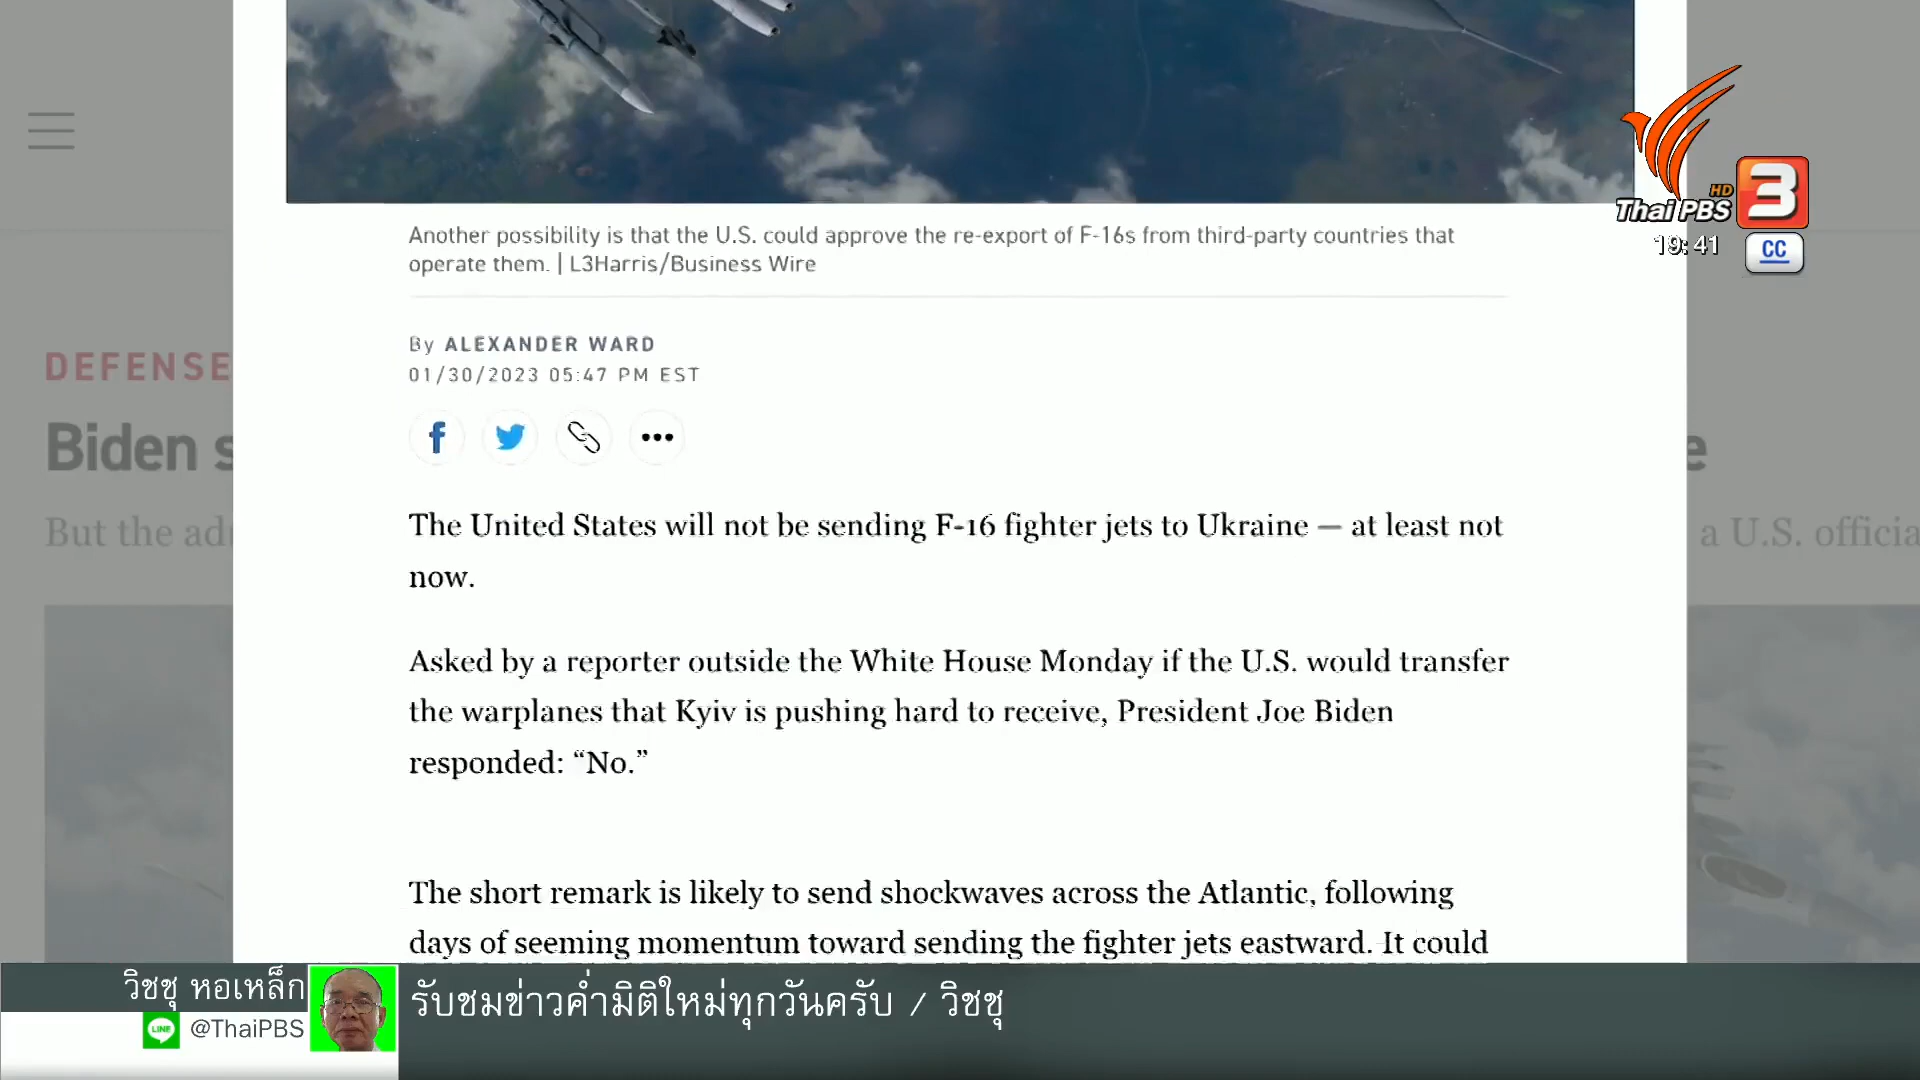 HD
Thai PBS
3
19:41
CC
Another possibility is that the U.S. could approve the re-export of F-16s from third-party countries that
operate them. | L3Harris/Business Wire
By ALEXANDER WARD
01/30/2023 05:47 PM EST
DEFENSE
Biden s
e
But the ad
a U.S. officia
The United States will not be sending F-16 fighter jets to Ukraine — at least not
now.
Asked by a reporter outside the White House Monday if the U.S. would transfer
the warplanes that Kyiv is pushing hard to receive, President Joe Biden
responded: “No.”
The short remark is likely to send shockwaves across the Atlantic, following
days of seeming momentum toward sending the fighter jets eastward. It could
วิชชุ หอเหล็ก
LINE @ThaiPBS
รับชมข่าวค่ำมิติใหม่ทุกวันครับ / วิชชุ